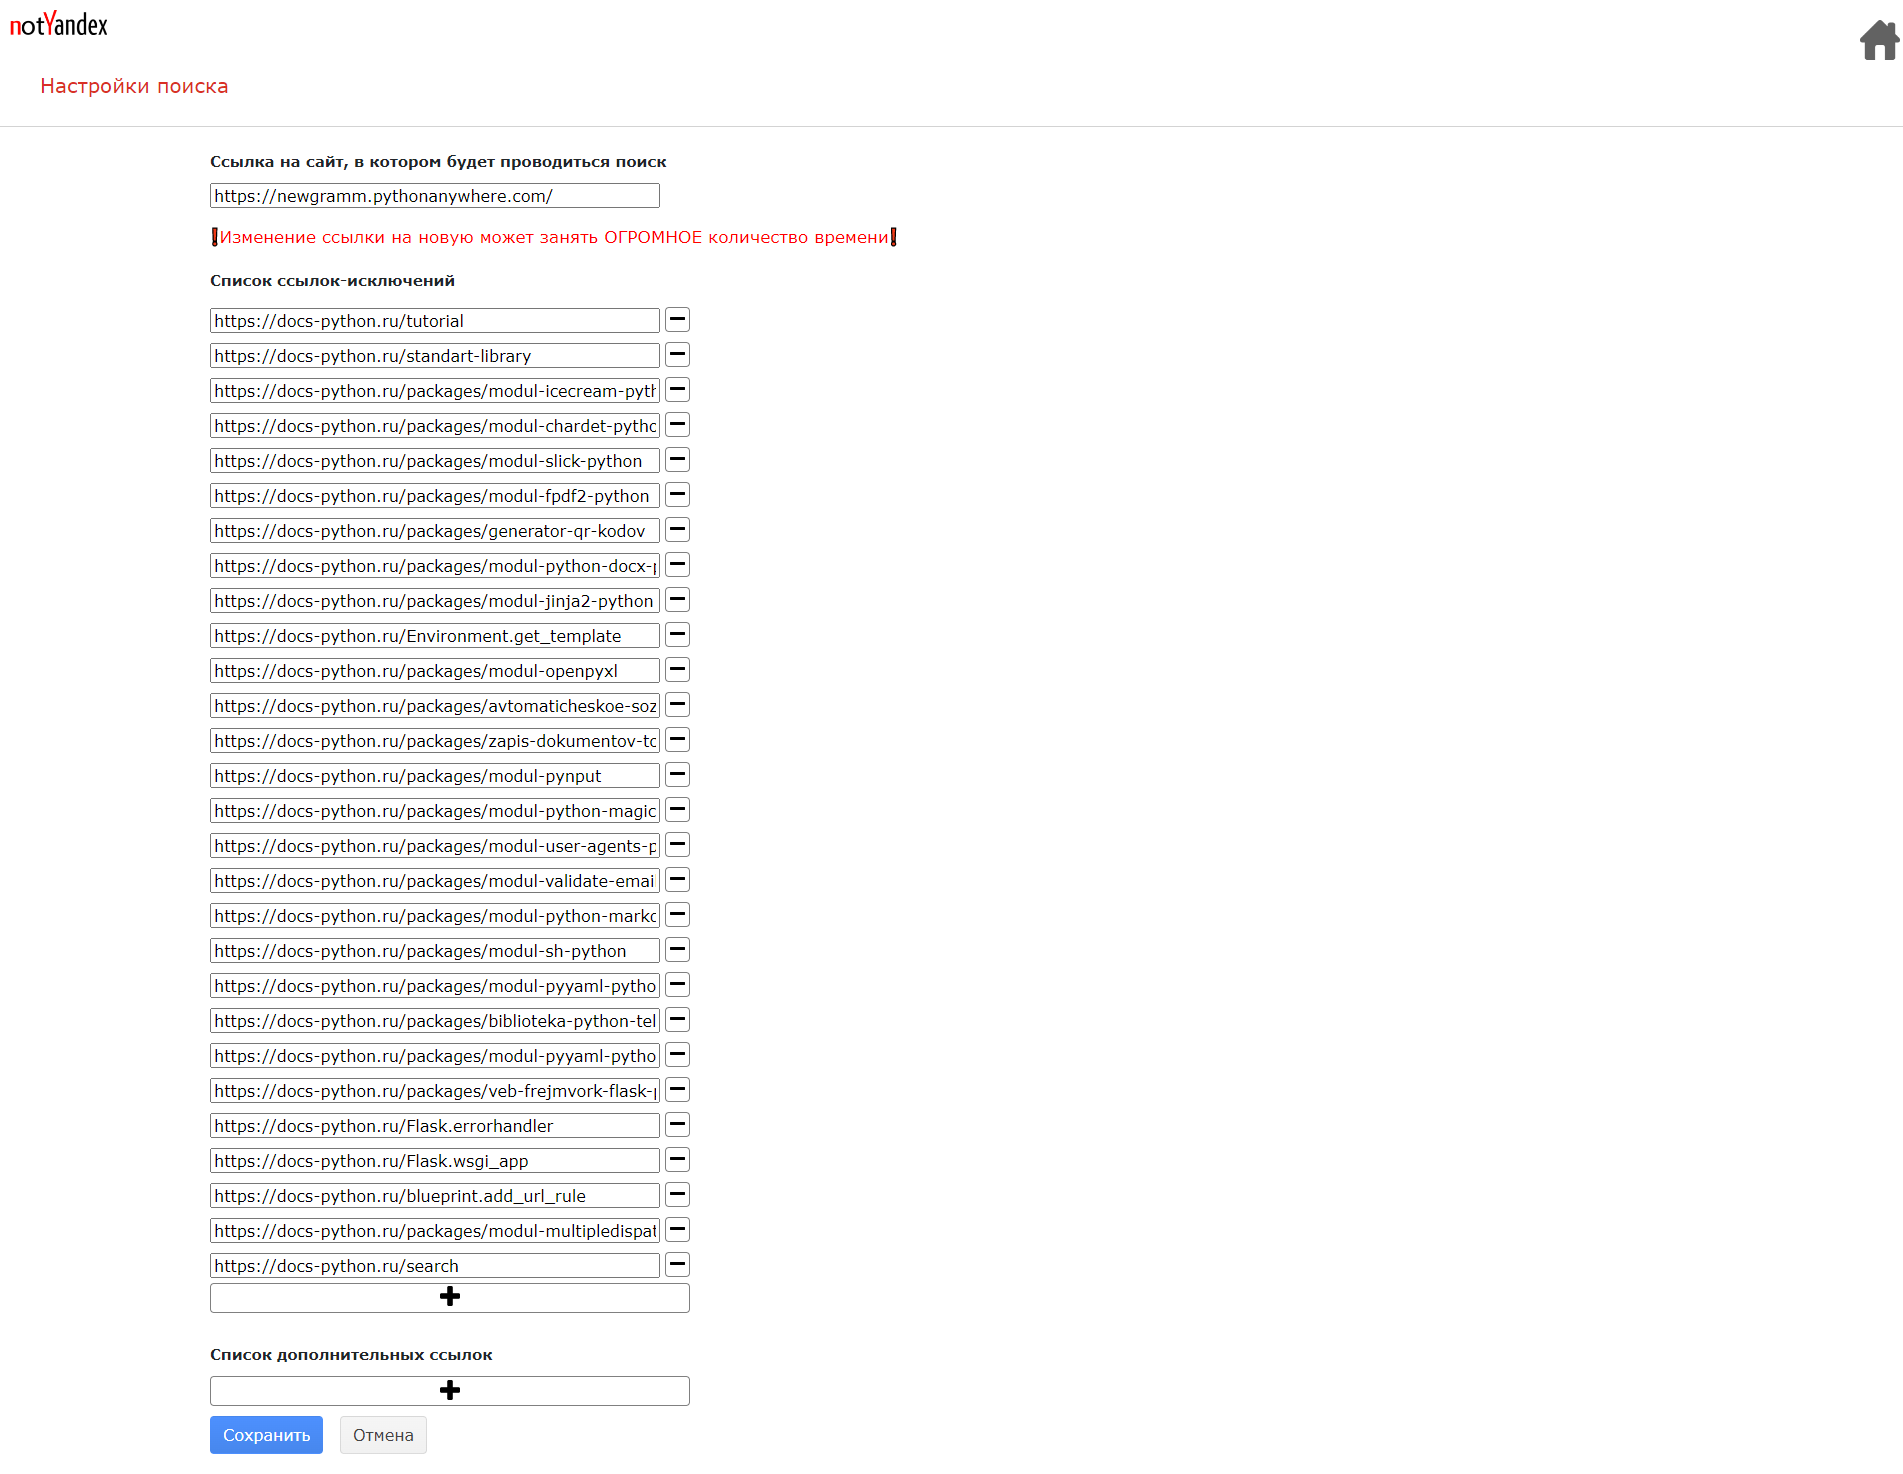 notYandex
Настройки поиска
Ссылка на сайт, в котором будет проводиться поиск
https://newgramm.pythonanywhere.com/
❗Изменение ссылки на новую может занять ОГРОМНОЕ количество времени❗
Список ссылок-исключений
https://docs-python.ru/tutorial
https://docs-python.ru/standart-library
https://docs-python.ru/packages/modul-icecream-pyth
https://docs-python.ru/packages/modul-chardet-pytho
https://docs-python.ru/packages/modul-slick-python
https://docs-python.ru/packages/modul-fpdf2-python
https://docs-python.ru/packages/generator-qr-kodov
https://docs-python.ru/packages/modul-python-docx-p
https://docs-python.ru/packages/modul-jinja2-python
https://docs-python.ru/Environment.get_template
https://docs-python.ru/packages/modul-openpyxl
https://docs-python.ru/packages/avtomaticheskoe-soz
https://docs-python.ru/packages/zapis-dokumentov-to
https://docs-python.ru/packages/modul-pynput
https://docs-python.ru/packages/modul-python-magic
https://docs-python.ru/packages/modul-user-agents-p
https://docs-python.ru/packages/modul-validate-emai
https://docs-python.ru/packages/modul-python-markd
https://docs-python.ru/packages/modul-sh-python
https://docs-python.ru/packages/modul-pyyaml-pytho
https://docs-python.ru/packages/biblioteka-python-tel
https://docs-python.ru/packages/modul-pyyaml-pytho
https://docs-python.ru/packages/veb-frejmvork-flask-p
https://docs-python.ru/Flask.errorhandler
https://docs-python.ru/Flask.wsgi_app
https://docs-python.ru/blueprint.add_url_rule
https://docs-python.ru/packages/modul-multipledispat
https://docs-python.ru/search
Список дополнительных ссылок
Сохранить Отмена